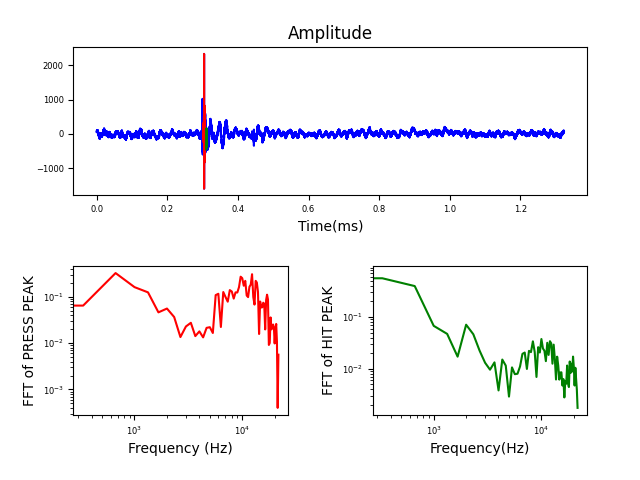 Amplitude
2000
1000
0
−1000
0.0 0.2 0.4 0.6 0.8 1.0 1.2
Time(ms)
FFT of PRESS PEAK
10⁻¹
10⁻²
10⁻³
10³ 10⁴
Frequency (Hz)
FFT of HIT PEAK
10⁻¹
10⁻²
10³ 10⁴
Frequency(Hz)